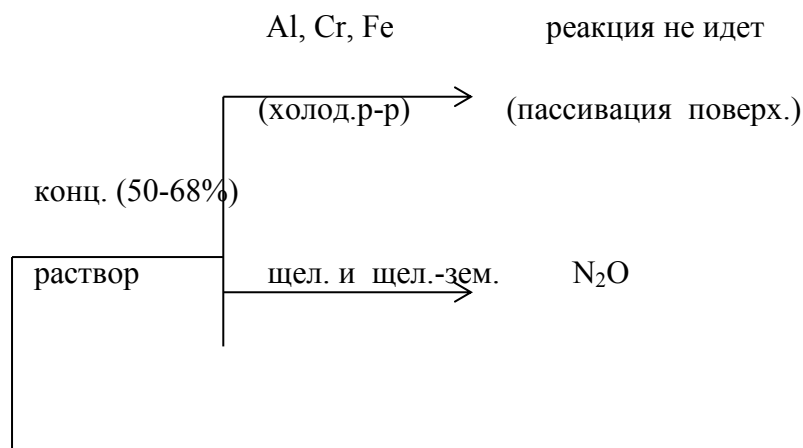 Al, Cr, Fe реакция не идет
(холод.р-р) (пассивация поверх.)
конц. (50-68%)
раствор щел. и щел.-зем. N₂O